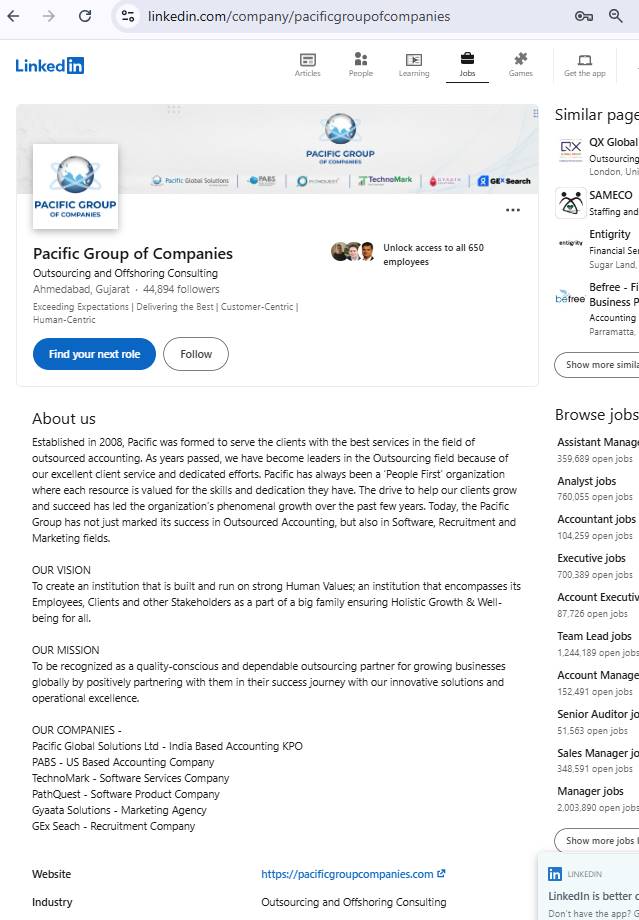 linkedin.com/company/pacificgroupofcompanies
Linkedin
Articles
People
Learning
Jobs
Games
Get the app
PACIFIC GROUP
OF COMPANIES
Pacific Global Solutions
PABS
PATHQUEST
TechnoMark
GYAATA
GEx Search
PACIFIC GROUP
OF COMPANIES
Pacific Group of Companies
Outsourcing and Offshoring Consulting
Ahmedabad, Gujarat · 44,894 followers
Exceeding Expectations | Delivering the Best | Customer-Centric |
Human-Centric
Unlock access to all 650
employees
Find your next role
Follow
About us
Established in 2008, Pacific was formed to serve the clients with the best services in the field of
outsourced accounting. As years passed, we have become leaders in the Outsourcing field because of
our excellent client service and dedicated efforts. Pacific has always been a 'People First' organization
where each resource is valued for the skills and dedication they have. The drive to help our clients grow
and succeed has led the organization's phenomenal growth over the past few years. Today, the Pacific
Group has not just marked its success in Outsourced Accounting, but also in Software, Recruitment and
Marketing fields.
OUR VISION
To create an institution that is built and run on strong Human Values; an institution that encompasses its
Employees, Clients and other Stakeholders as a part of a big family ensuring Holistic Growth & Well-
being for all.
OUR MISSION
To be recognized as a quality-conscious and dependable outsourcing partner for growing businesses
globally by positively partnering with them in their success journey with our innovative solutions and
operational excellence.
OUR COMPANIES -
Pacific Global Solutions Ltd - India Based Accounting KPO
PABS - US Based Accounting Company
TechnoMark - Software Services Company
PathQuest - Software Product Company
Gyaata Solutions - Marketing Agency
GEx Seach - Recruitment Company
Website
https://pacificgroupcompanies.com
Industry
Outsourcing and Offshoring Consulting
Similar page
QX Global
Outsourcing
London, Uni
SAMECO
Staffing and
entigrity
Entigrity
Financial Se
Sugar Land,
befree
Befree - Fi
Business P
Accounting
Parramatta,
Show more simila
Browse jobs
Assistant Manag
359,689 open jobs
Analyst jobs
760,055 open jobs
Accountant jobs
104,259 open jobs
Executive jobs
700,389 open jobs
Account Executiv
87,726 open jobs
Team Lead jobs
1,244,189 open jobs
Account Manage
152,491 open jobs
Senior Auditor jo
51,563 open jobs
Sales Manager jo
348,591 open jobs
Manager jobs
2,003,890 open jobs
Show more jobs l
in LINKEDIN
LinkedIn is better o
Don't have the app? G